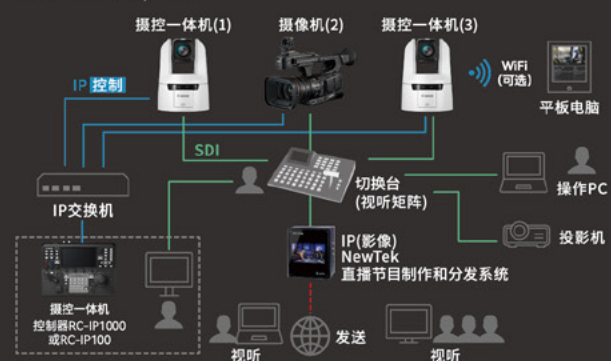 摄控一体机(1)
摄像机(2)
摄控一体机(3)
WiFi
(可选)
平板电脑
IP 控制
SDI
IP交换机
切换台
(视听矩阵)
操作PC
投影机
IP(影像)
NewTek
直播节目制作和分发系统
摄控一体机
控制器RC-IP1000
或RC-IP100
视听
发送
视听